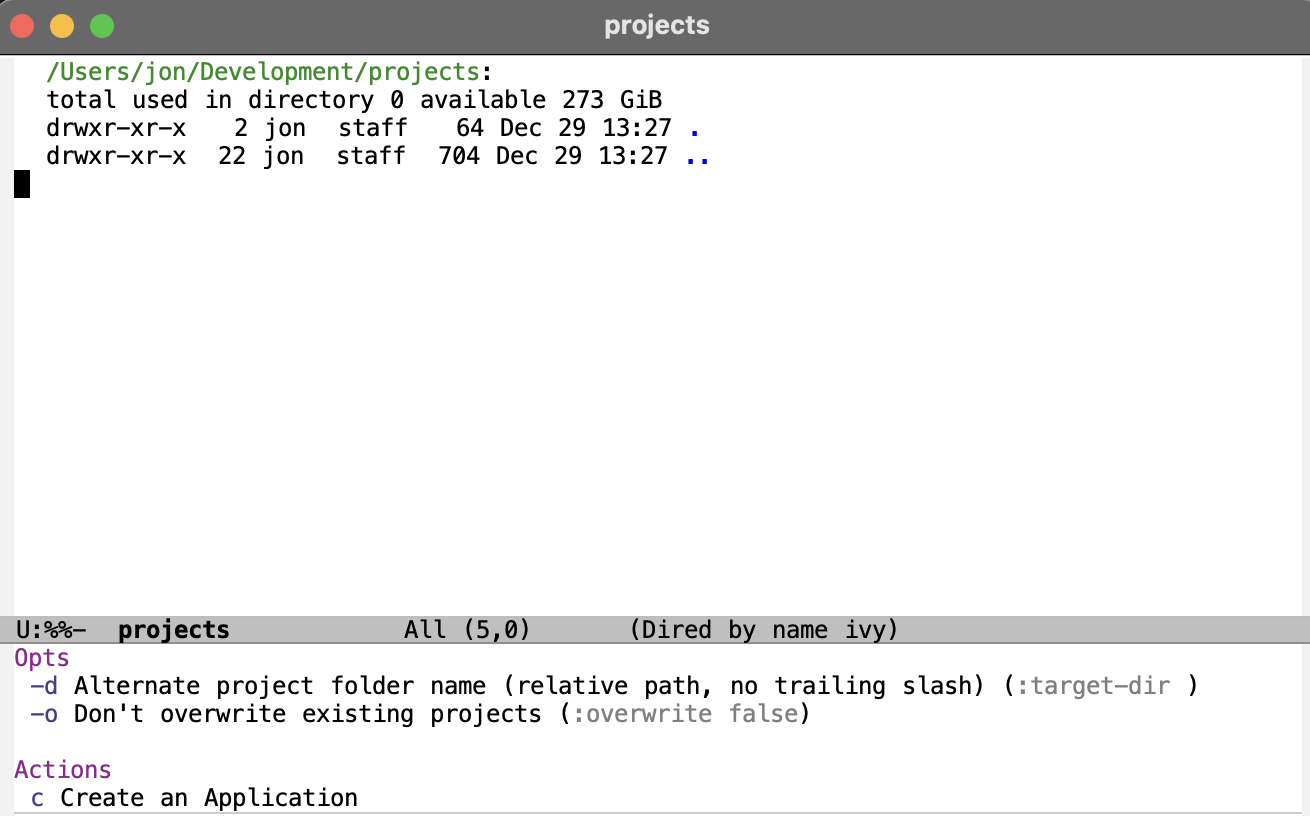 projects
/Users/jon/Development/projects:
total used in directory 0 available 273 GiB
drwxr-xr-x   2 jon  staff   64 Dec 29 13:27 .
drwxr-xr-x  22 jon  staff  704 Dec 29 13:27 ..
U:%%-  projects           All (5,0)      (Dired by name ivy)
Opts
-d Alternate project folder name (relative path, no trailing slash) (:target-dir )
-o Don't overwrite existing projects (:overwrite false)
Actions
c Create an Application